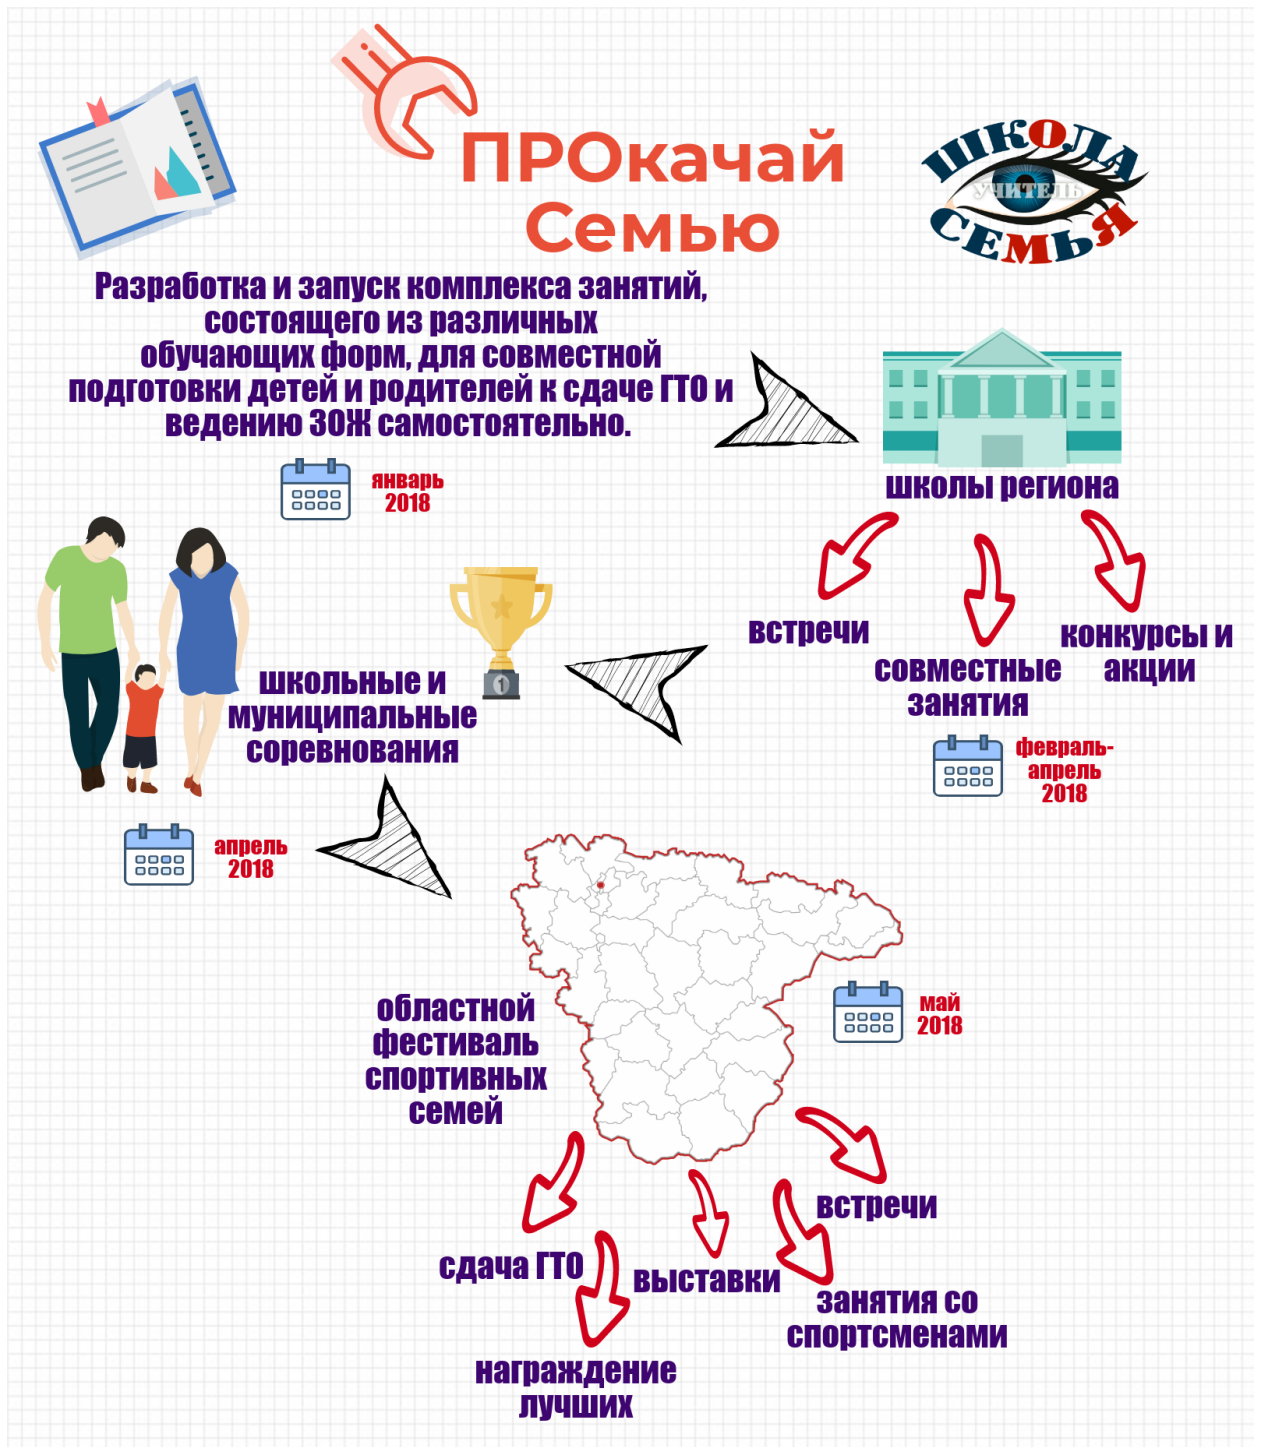 ПРОкачай
Семью
ШКОЛА
УЧИТЕЛЬ
СЕМЬЯ
Разработка и запуск комплекса занятий,
состоящего из различных
обучающих форм, для совместной
подготовки детей и родителей к сдаче ГТО и
ведению ЗОЖ самостоятельно.
январь
2018
школы региона
встречи
совместные
занятия
конкурсы и
акции
февраль-
апрель
2018
1
школьные и
муниципальные
соревнования
апрель
2018
областной
фестиваль
спортивных
семей
май
2018
сдача ГТО
награждение
лучших
выставки
встречи
занятия со
спортсменами